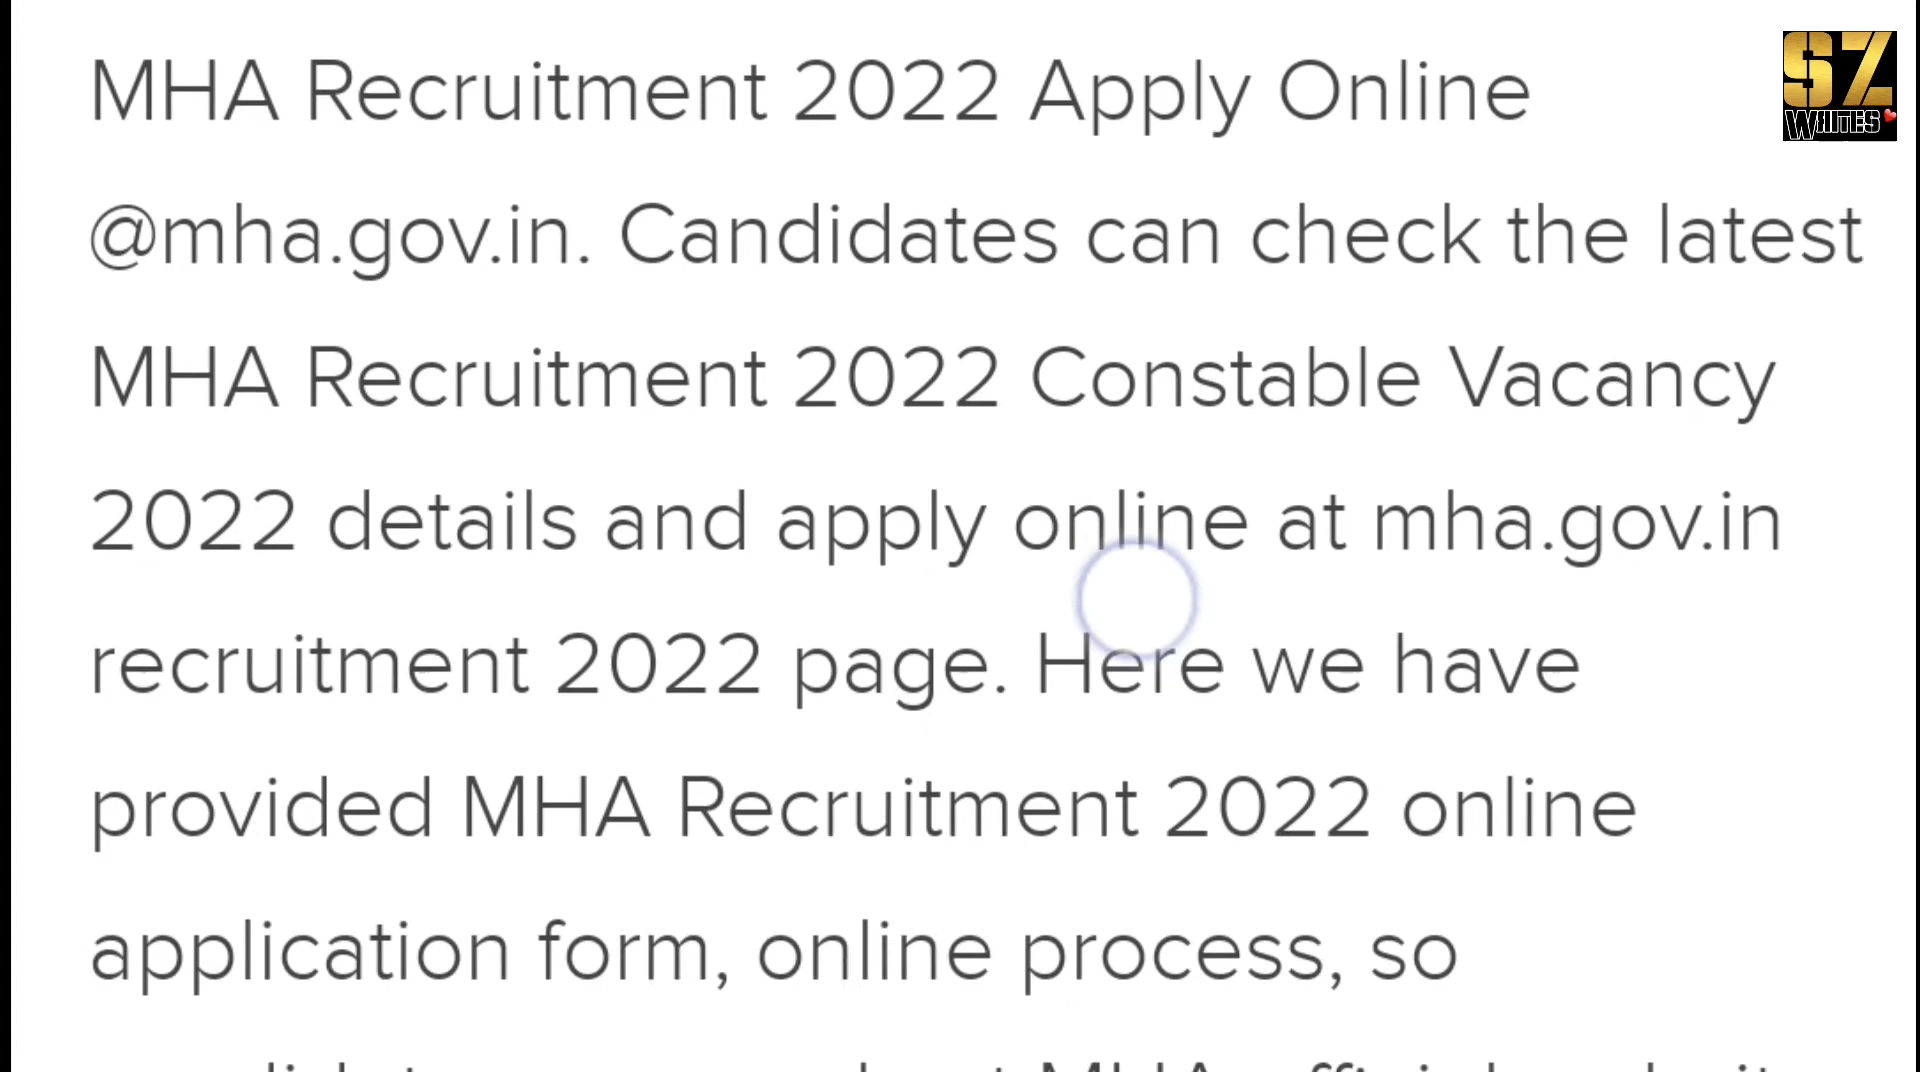 MHA Recruitment 2022 Apply Online
@mha.gov.in. Candidates can check the latest
MHA Recruitment 2022 Constable Vacancy
2022 details and apply online at mha.gov.in
recruitment 2022 page. Here we have
provided MHA Recruitment 2022 online
application form, online process, so
SZ
WRITES